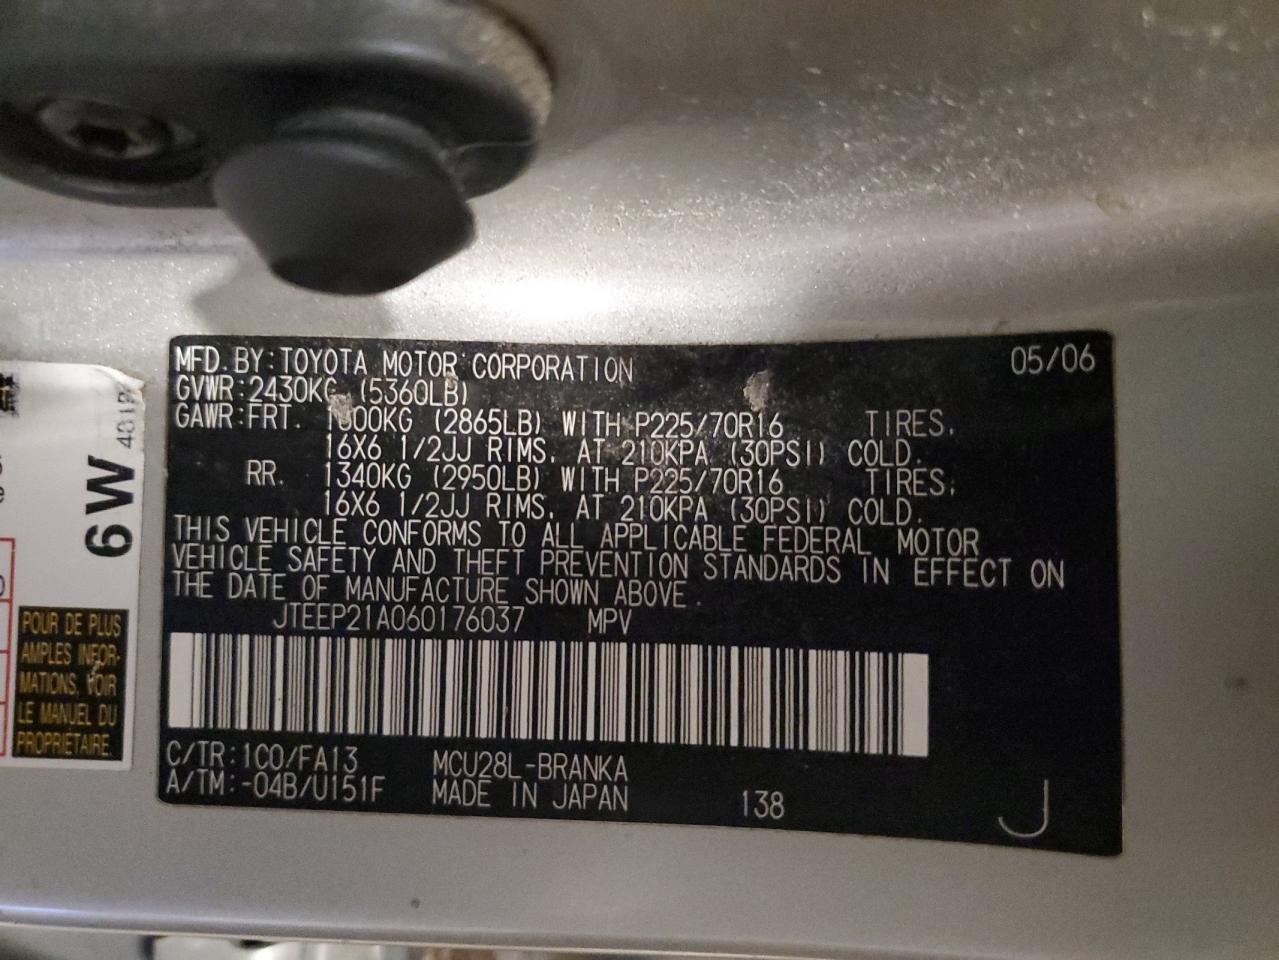 MFD.BY:TOYOTA MOTOR CORPORATION 05/06
GVWR:2430KG (5360LB)
GAWR:FRT. 1300KG (2865LB) WITH P225/70R16 TIRES,
16X6 1/2JJ RIMS, AT 210KPA (30PSI) COLD.
RR. 1340KG (2950LB) WITH P225/70R16 TIRES,
16X6 1/2JJ RIMS, AT 210KPA (30PSI) COLD.
THIS VEHICLE CONFORMS TO ALL APPLICABLE FEDERAL MOTOR
VEHICLE SAFETY AND THEFT PREVENTION STANDARDS IN EFFECT ON
THE DATE OF MANUFACTURE SHOWN ABOVE.
JTEEP21A060176037 MPV
C/TR:1C0/FA13 MCU28L-BRANKA
A/TM:-04B/U151F MADE IN JAPAN 138 J
6W
POUR DE PLUS
AMPLES INFOR-
MATIONS, VOIR
LE MANUEL DU
PROPRIÉTAIRE.